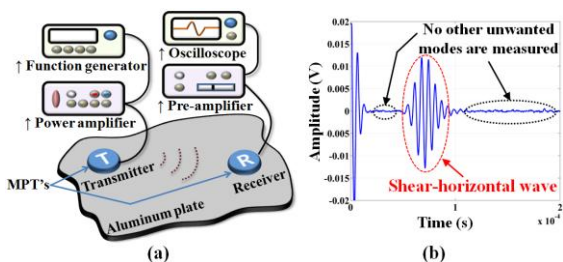 ↑ Function generator
↑ Oscilloscope
↑ Power amplifier
↑ Pre-amplifier
T
R
MPT's
Transmitter
Receiver
Aluminum plate
(a)
0.02
0.015
0.01
0.005
0
-0.005
-0.01
-0.015
-0.02
Amplitude (V)
No other unwanted
modes are measured
Shear-horizontal wave
0
1
2
Time (s)
x 10⁻⁴
(b)